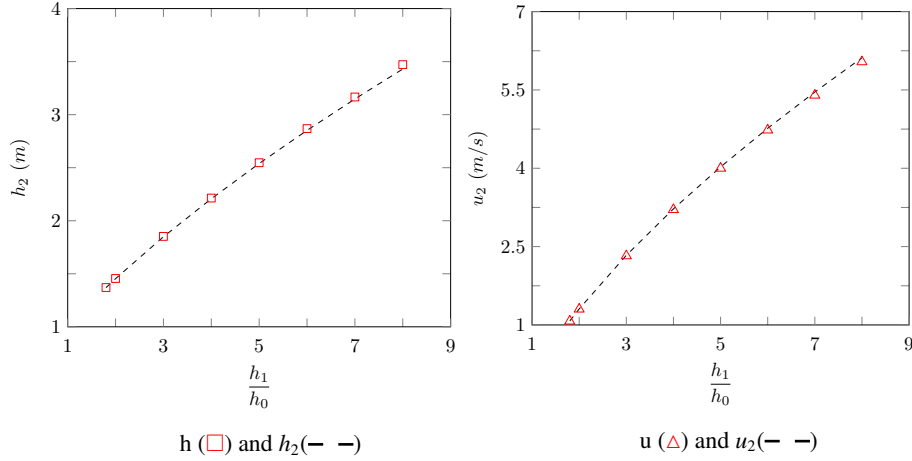 4
3
2
1
h₂ (m)
1 3 5 7 9
h₁
h₀
h (□) and h₂(– –)
7
5.5
4
2.5
1
u₂ (m/s)
1 3 5 7 9
h₁
h₀
u (△) and u₂(– –)